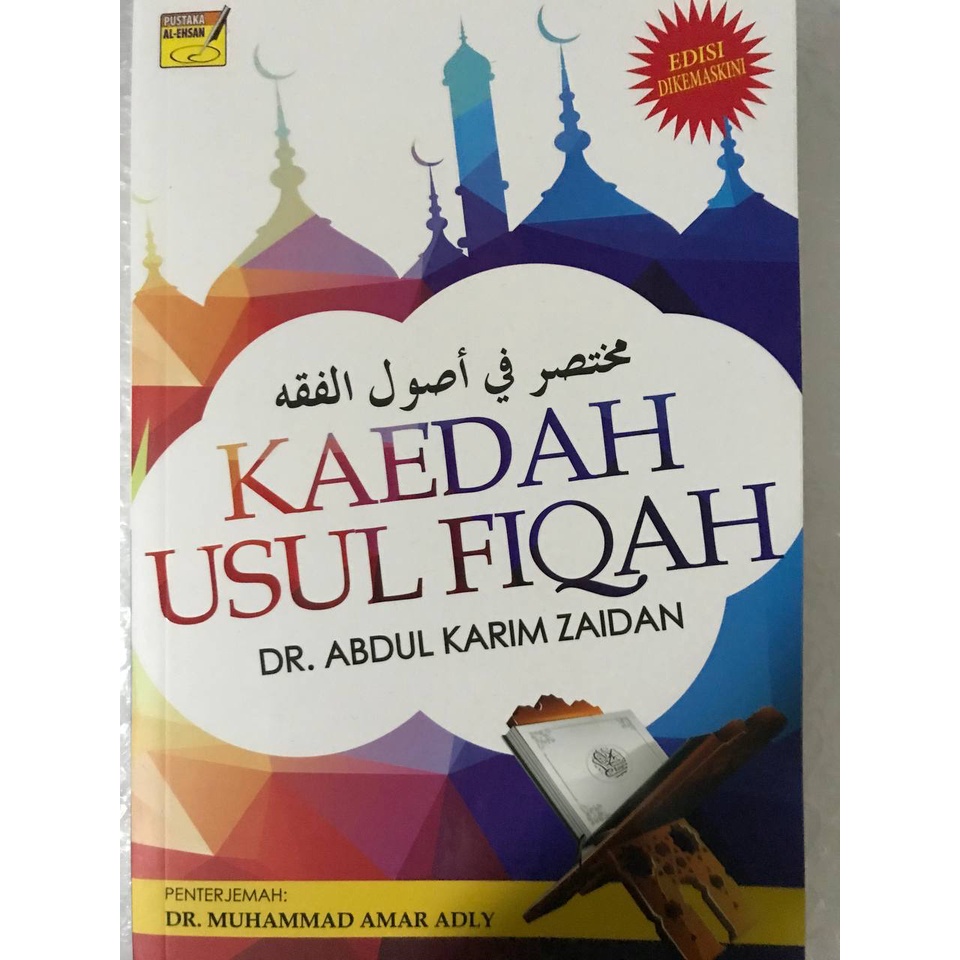 PUSTAKA
AL-EHSAN
EDISI
DIKEMASKINI
مختصر في أصول الفقه
KAEDAH
USUL FIQAH
DR. ABDUL KARIM ZAIDAN
PENTERJEMAH:
DR. MUHAMMAD AMAR ADLY